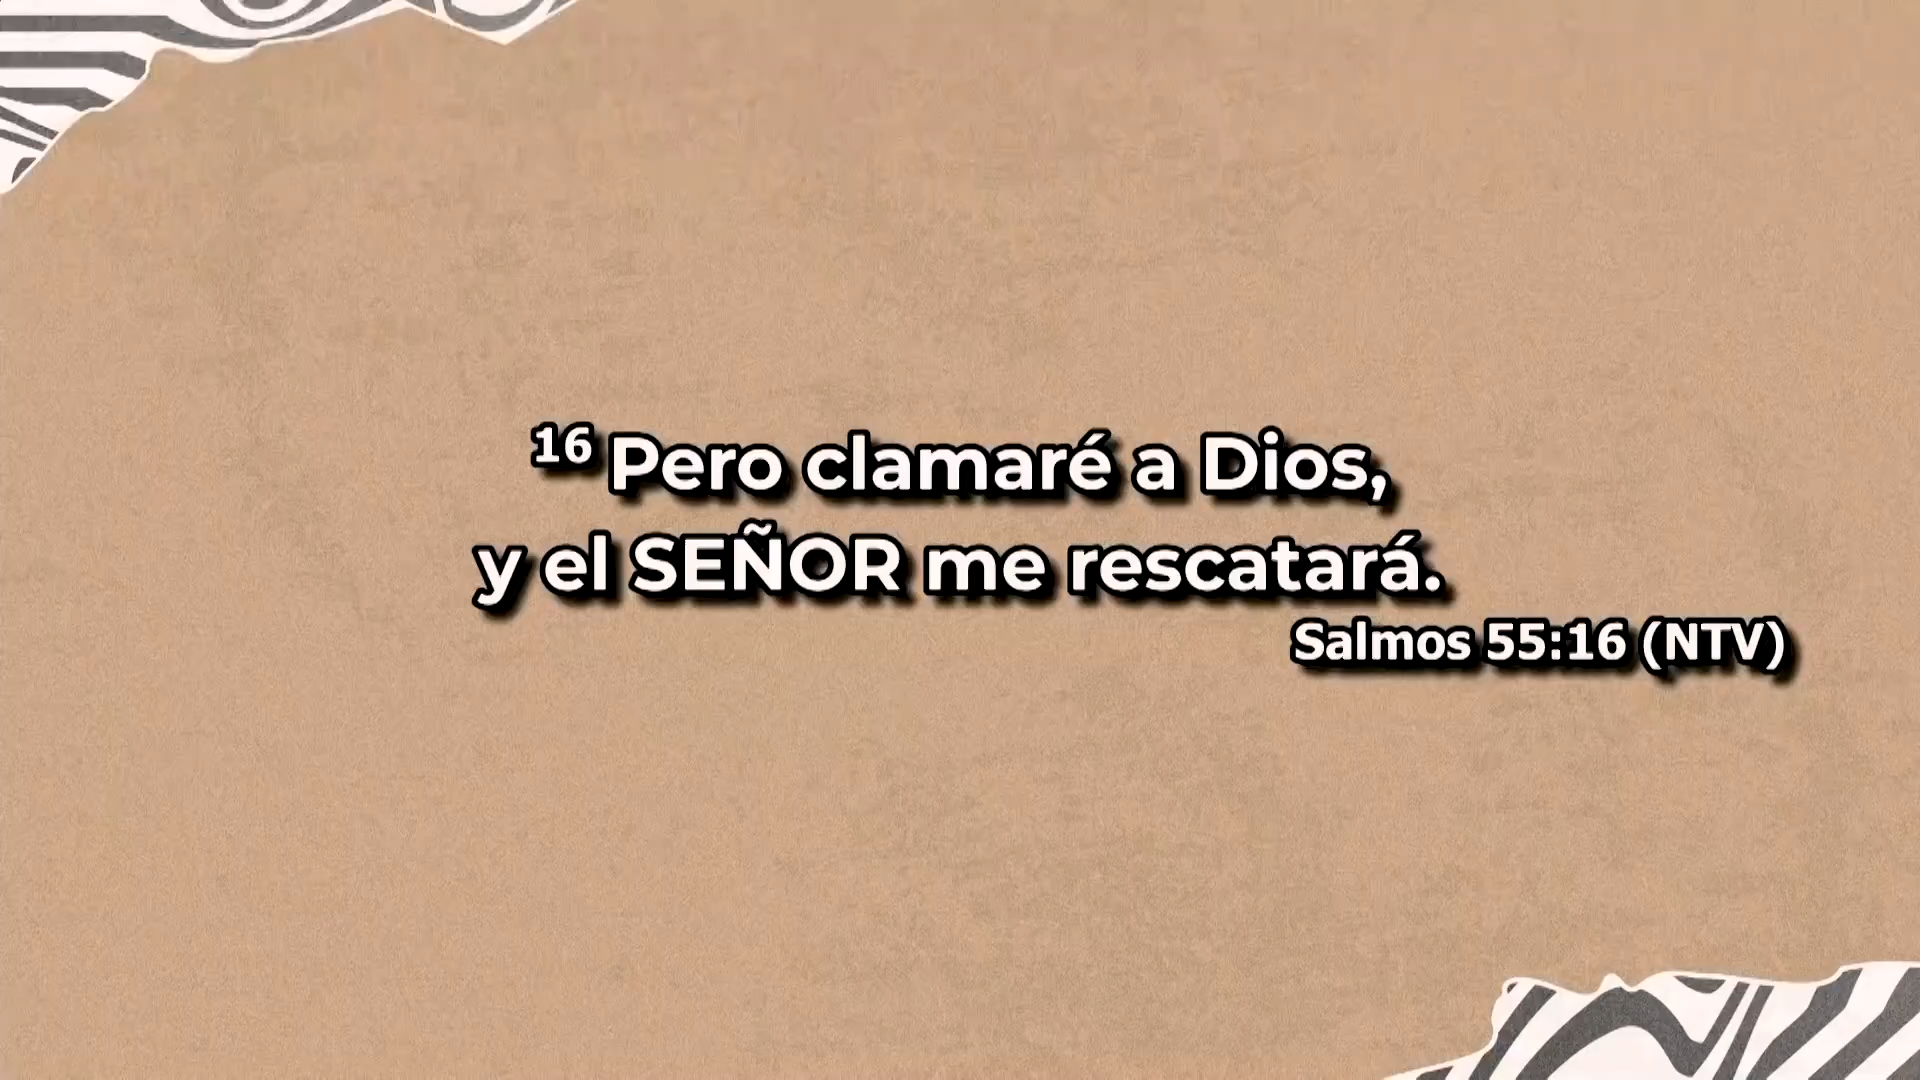 16 Pero clamaré a Dios,
y el SEÑOR me rescatará.
Salmos 55:16 (NTV)